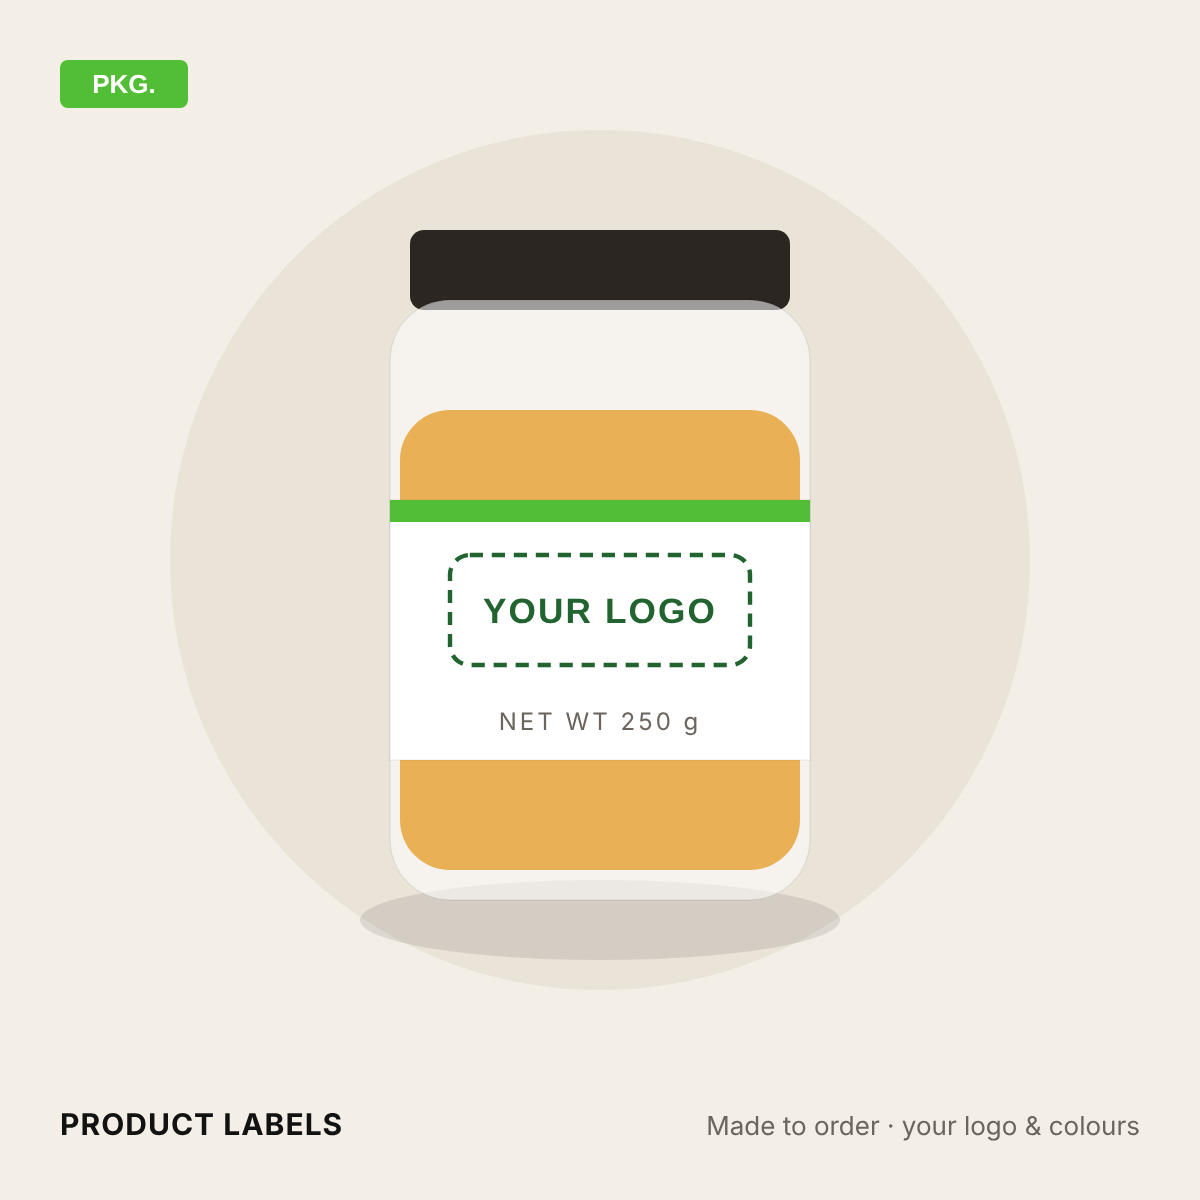 PKG.
YOUR LOGO
NET WT 250 g
PRODUCT LABELS
Made to order · your logo & colours